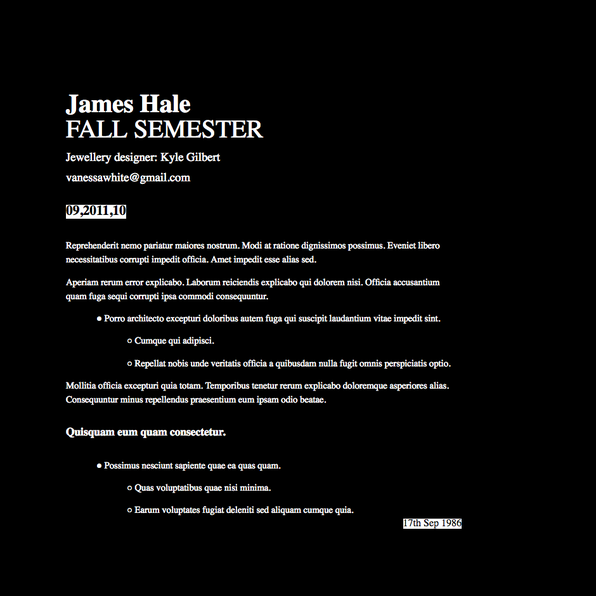 James Hale
FALL SEMESTER
Jewellery designer: Kyle Gilbert
vanessawhite@gmail.com
09,2011,10
Reprehenderit nemo pariatur maiores nostrum. Modi at ratione dignissimos possimus. Eveniet libero
necessitatibus corrupti impedit officia. Amet impedit esse alias sed.
Aperiam rerum error explicabo. Laborum reiciendis explicabo qui dolorem nisi. Officia accusantium
quam fuga sequi corrupti ipsa commodi consequuntur.
Porro architecto excepturi doloribus autem fuga qui suscipit laudantium vitae impedit sint.
Cumque qui adipisci.
Repellat nobis unde veritatis officia a quibusdam nulla fugit omnis perspiciatis optio.
Mollitia officia excepturi quia totam. Temporibus tenetur rerum explicabo doloremque asperiores alias.
Consequuntur minus repellendus praesentium eum ipsam odio beatae.
Quisquam eum quam consectetur.
Possimus nesciunt sapiente quae ea quas quam.
Quas voluptatibus quae nisi minima.
Earum voluptates fugiat deleniti sed aliquam cumque quia.
17th Sep 1986